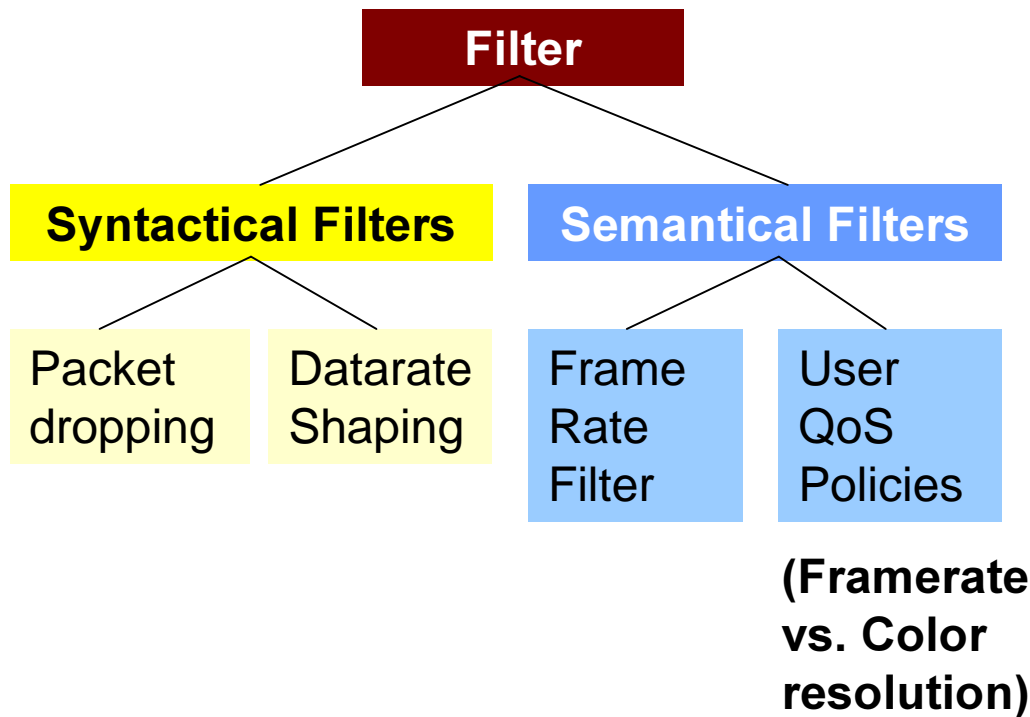 Filter
Syntactical Filters
Semantical Filters
Packet
dropping
Datarate
Shaping
Frame
Rate
Filter
User
QoS
Policies
(Framerate
vs. Color
resolution)